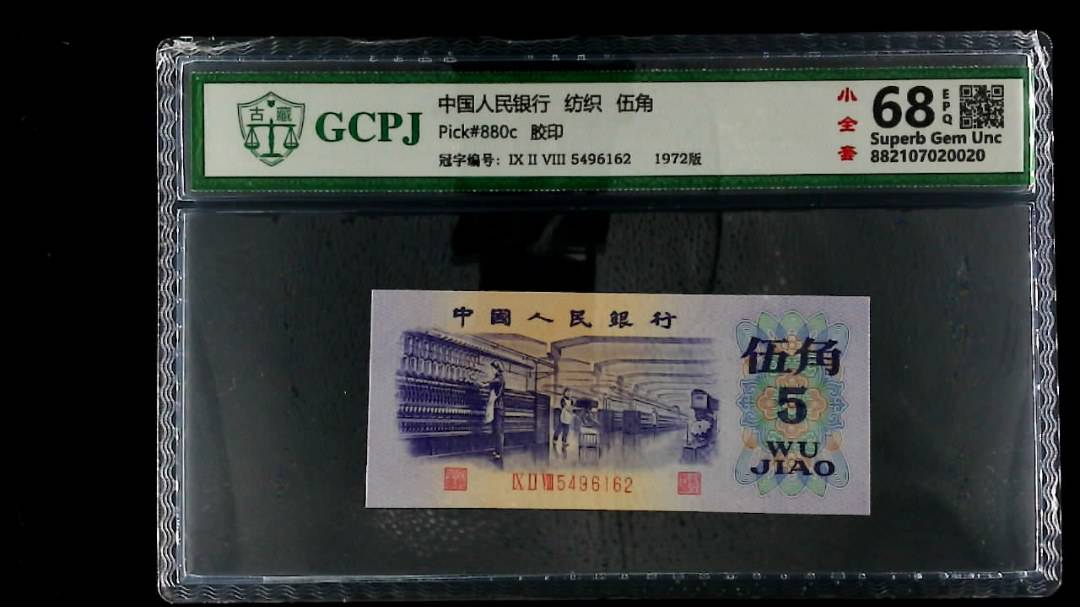 古藏
GCPJ
中国人民银行 纺织 伍角
Pick#880c 胶印
冠字编号: IX II VIII 5496162 1972版
小全套
68 EPQ
Superb Gem Unc
882107020020
中國人民銀行
伍角
5
WU
JIAO
IX II VIII 5496162